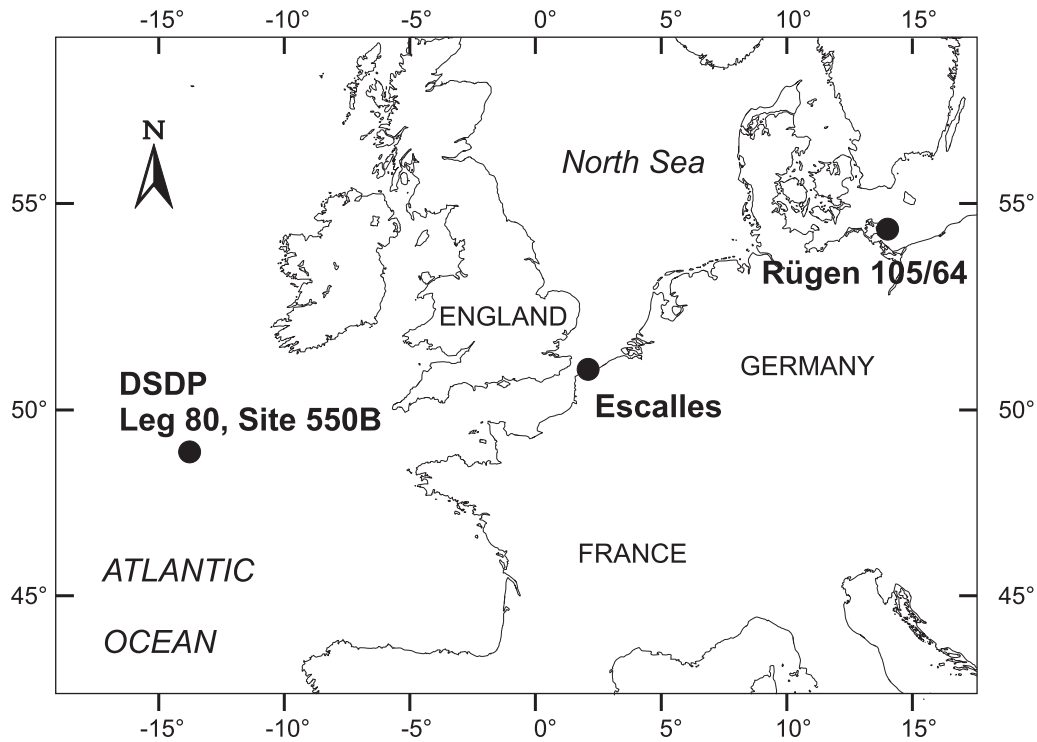 -15° -10° -5° 0° 5° 10° 15°
N
North Sea
55° 55°
Rügen 105/64
ENGLAND
GERMANY
DSDP
Leg 80, Site 550B
Escalles
50° 50°
FRANCE
ATLANTIC
45° 45°
OCEAN
-15° -10° -5° 0° 5° 10° 15°